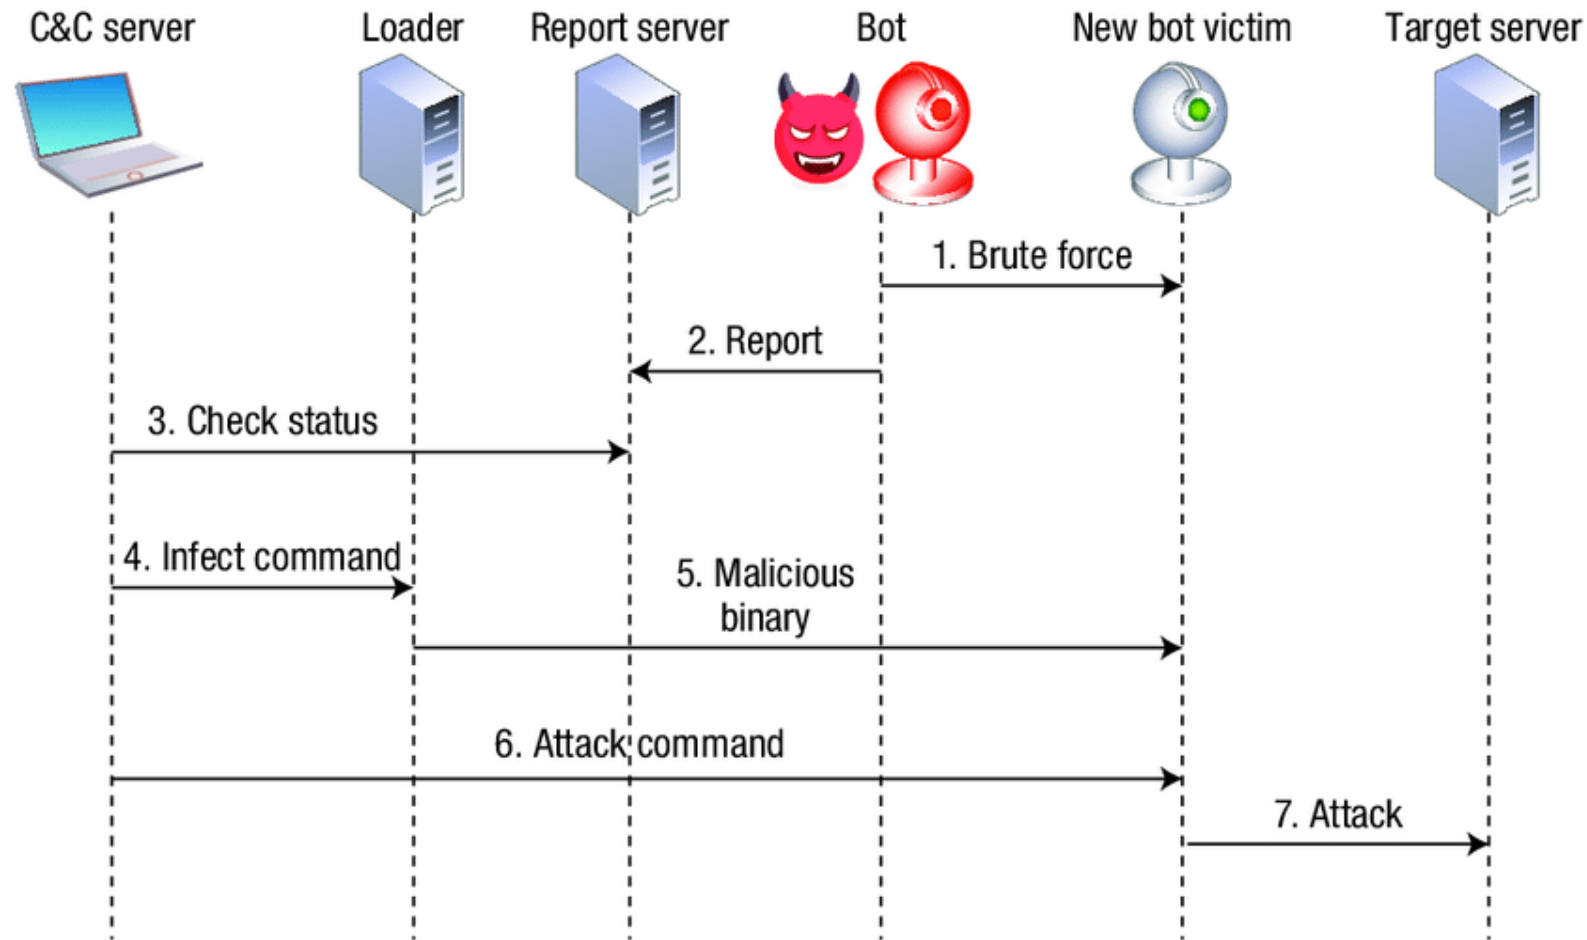 C&C server
Loader
Report server
Bot
New bot victim
Target server
1. Brute force
2. Report
3. Check status
4. Infect command
5. Malicious
binary
6. Attack command
7. Attack